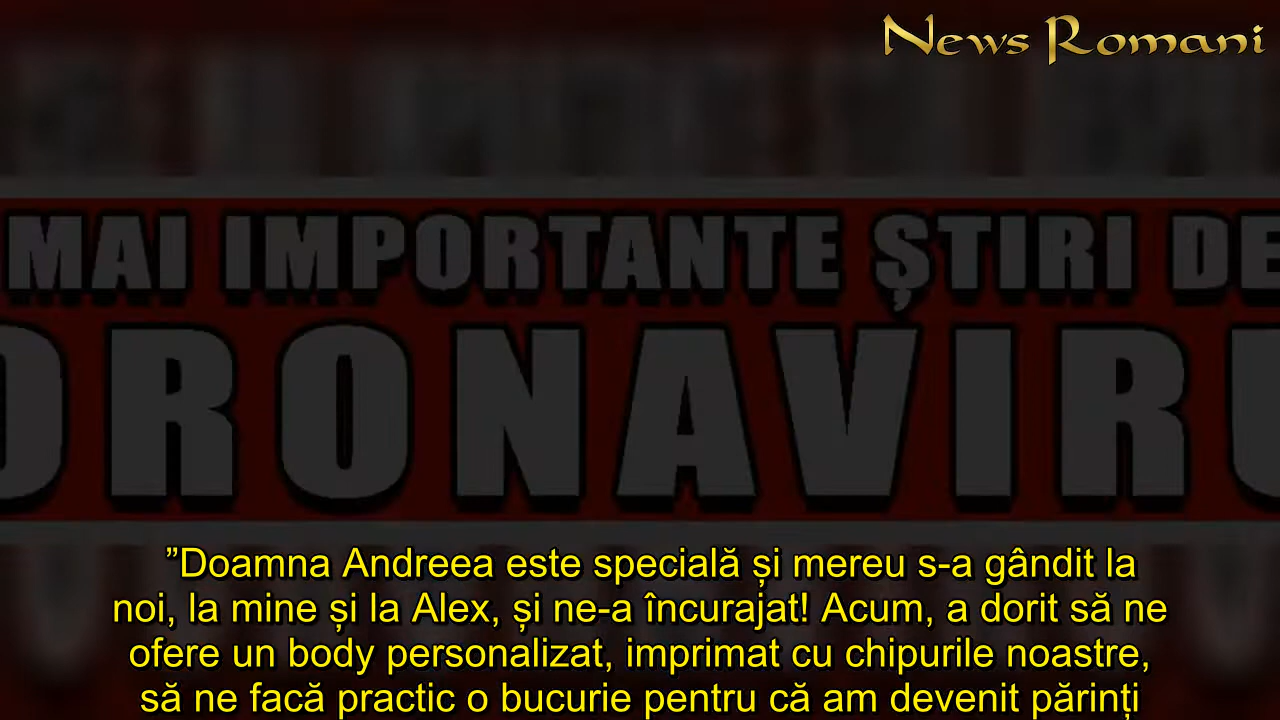 News Romani
MAI IMPORTANTE ȘTIRI DE
ORONAVIRU
”Doamna Andreea este specială și mereu s-a gândit la
noi, la mine și la Alex, și ne-a încurajat! Acum, a dorit să ne
ofere un body personalizat, imprimat cu chipurile noastre,
să ne facă practic o bucurie pentru că am devenit părinți